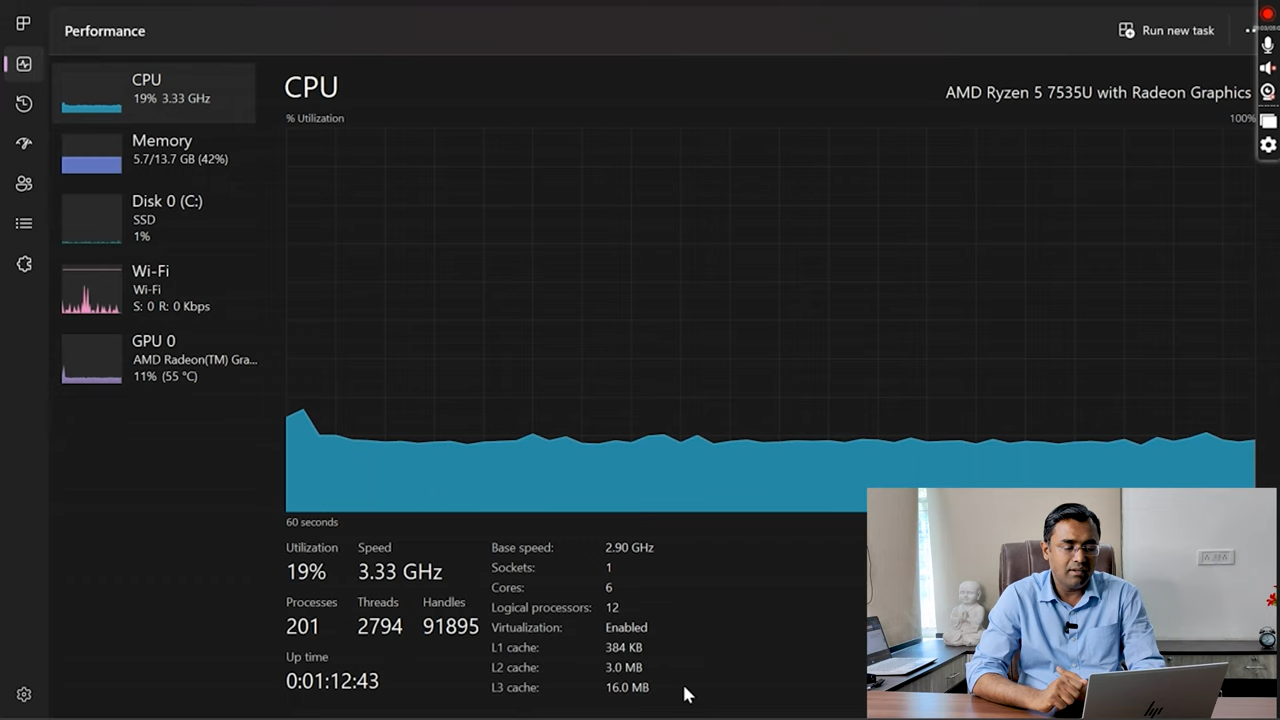 Performance
Run new task
CPU
19% 3.33 GHz
Memory
5.7/13.7 GB (42%)
Disk 0 (C:)
SSD
1%
Wi-Fi
Wi-Fi
S: 0 R: 0 Kbps
GPU 0
AMD Radeon(TM) Gra...
11% (55 °C)
CPU
AMD Ryzen 5 7535U with Radeon Graphics
% Utilization
100%
60 seconds
Utilization
19%
Speed
3.33 GHz
Processes
201
Threads
2794
Handles
91895
Up time
0:01:12:43
Base speed: 2.90 GHz
Sockets: 1
Cores: 6
Logical processors: 12
Virtualization: Enabled
L1 cache: 384 KB
L2 cache: 3.0 MB
L3 cache: 16.0 MB
hp